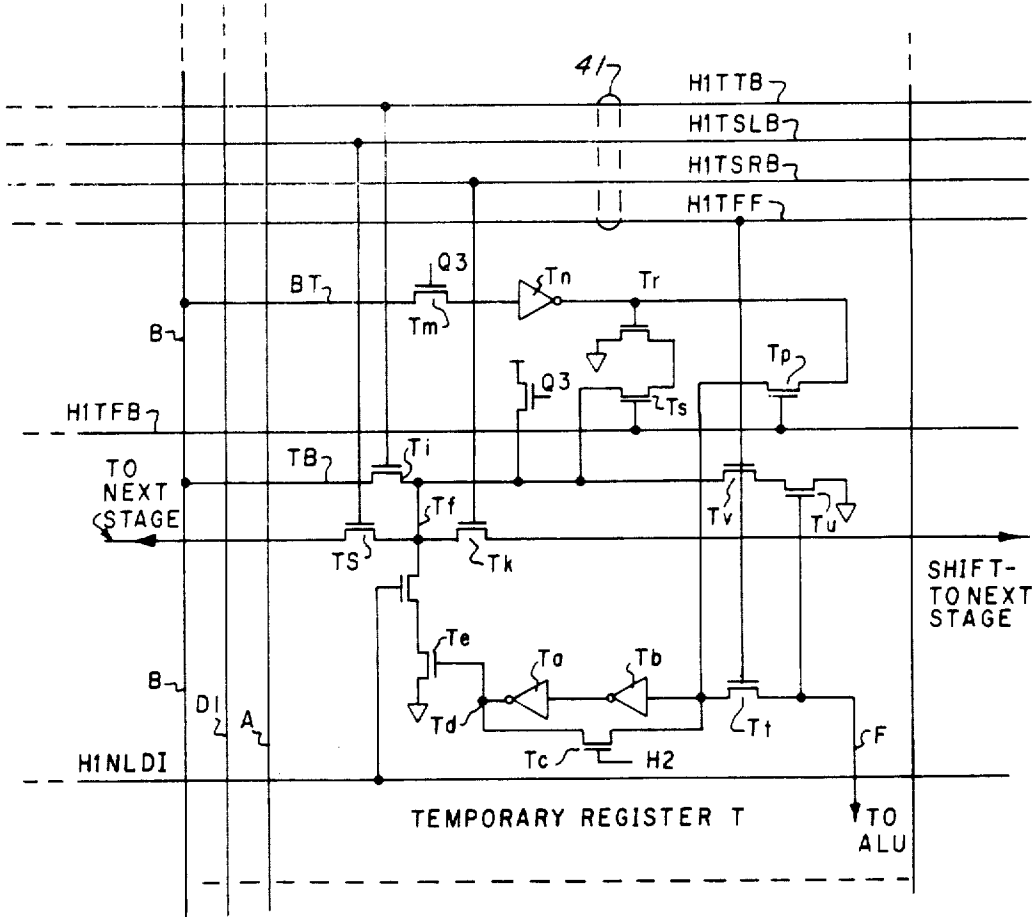 41
H1TTB
H1TSLB
H1TSRB
H1TFF
Q3
BT
Tm
Tn
Tr
B
Tp
Q3
Ts
H1TFB
TB
Ti
TO
NEXT
STAGE
Tf
Tv
Tu
TS
Tk
SHIFT-
TO NEXT
STAGE
Te
Ta
Tb
B
D1
A
Td
Tt
F
Tc
H2
H1NLDI
TEMPORARY REGISTER T
TO
ALU